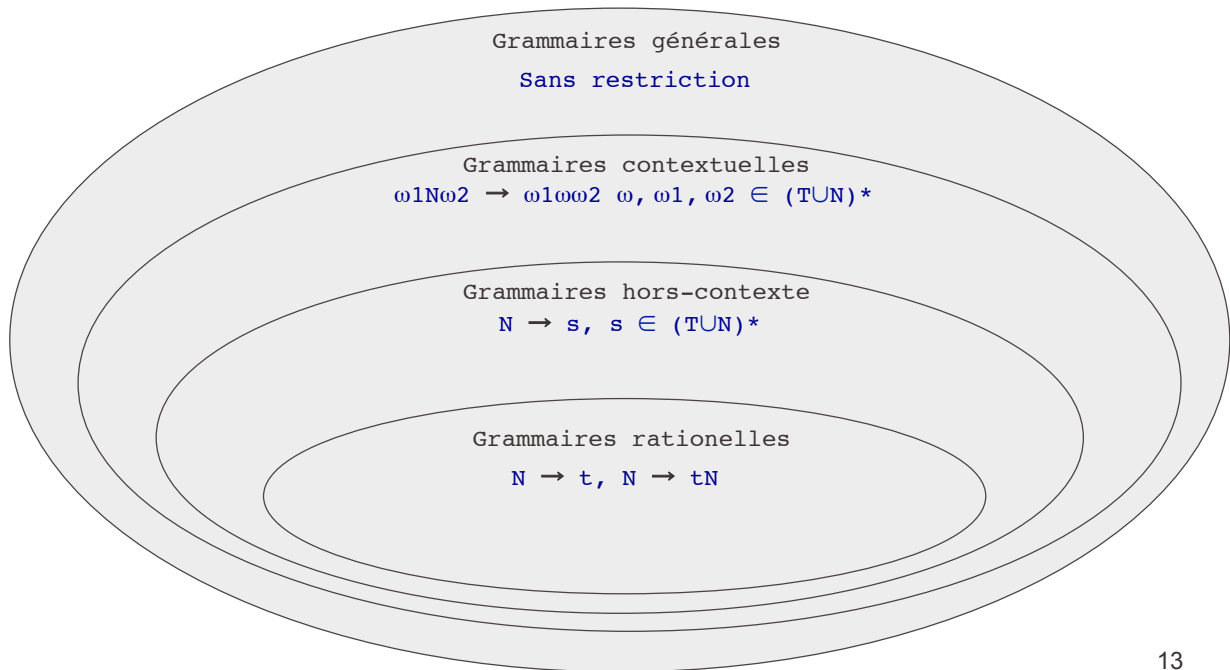 Grammaires générales
Sans restriction
Grammaires contextuelles
ω1Nω2 → ω1ωω2 ω, ω1, ω2 ∈ (T∪N)*
Grammaires hors-contexte
N → s, s ∈ (T∪N)*
Grammaires rationelles
N → t, N → tN
13